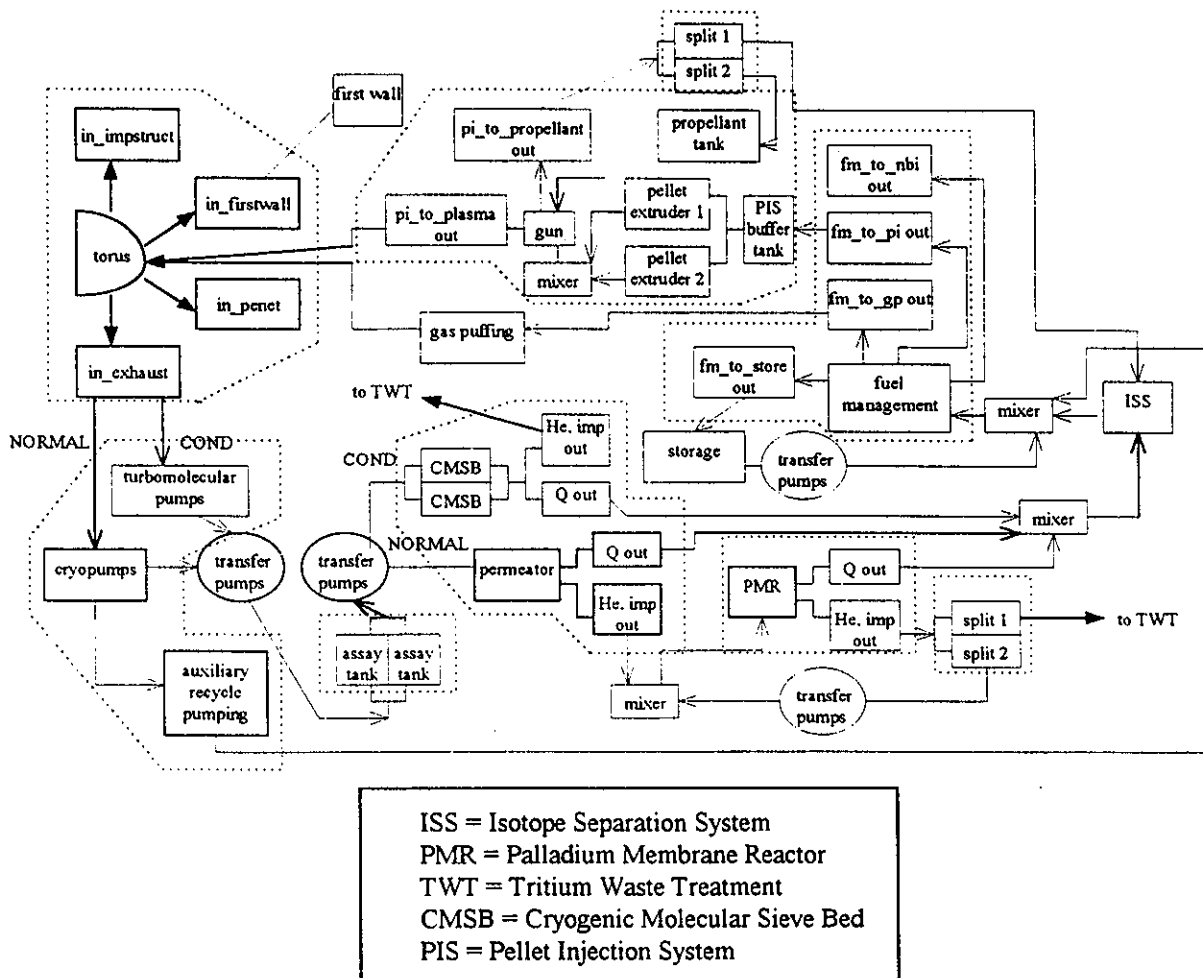 split 1
split 2
first wall
in_impstruct
pi_to_propellant
out
propellant
tank
fm_to_nbi
out
in_firstwall
pellet
extruder 1
PIS
buffer
tank
pi_to_plasma
out
gun
fm_to_pi out
torus
mixer
pellet
extruder 2
in_penet
fm_to_gp out
gas puffing
in_exhaust
fm_to_store
out
fuel
management
mixer
ISS
to TWT
NORMAL
COND
He, imp
out
storage
transfer
pumps
COND
CMSB
CMSB
turbomolecular
pumps
Q out
mixer
NORMAL
cryopumps
transfer
pumps
transfer
pumps
permeator
Q out
PMR
Q out
He, imp
out
He, imp
out
split 1
split 2
to TWT
assay
tank
assay
tank
auxiliary
recycle
pumping
mixer
transfer
pumps
ISS = Isotope Separation System
PMR = Palladium Membrane Reactor
TWT = Tritium Waste Treatment
CMSB = Cryogenic Molecular Sieve Bed
PIS = Pellet Injection System